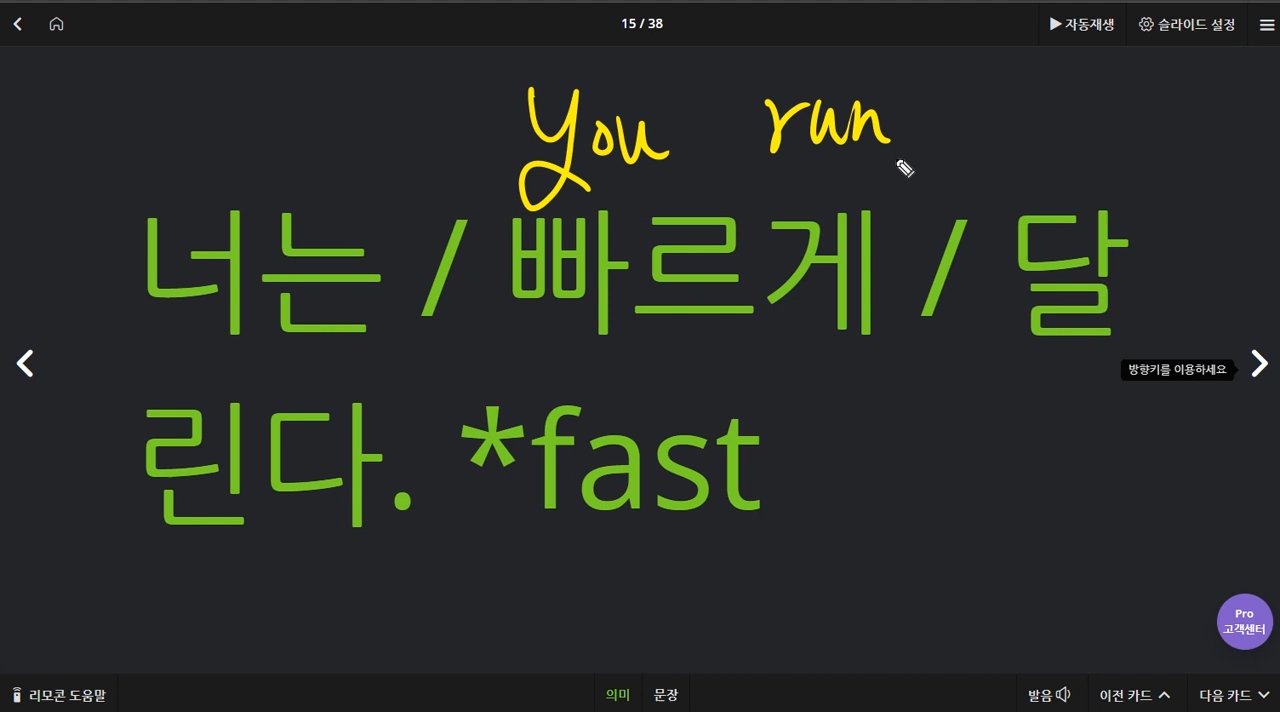 15 / 38
자동재생
슬라이드 설정
You run
너는 / 빠르게 / 달
린다. *fast
방향키를 이용하세요
Pro
고객센터
리모콘 도움말
의미
문장
발음
이전 카드
다음 카드